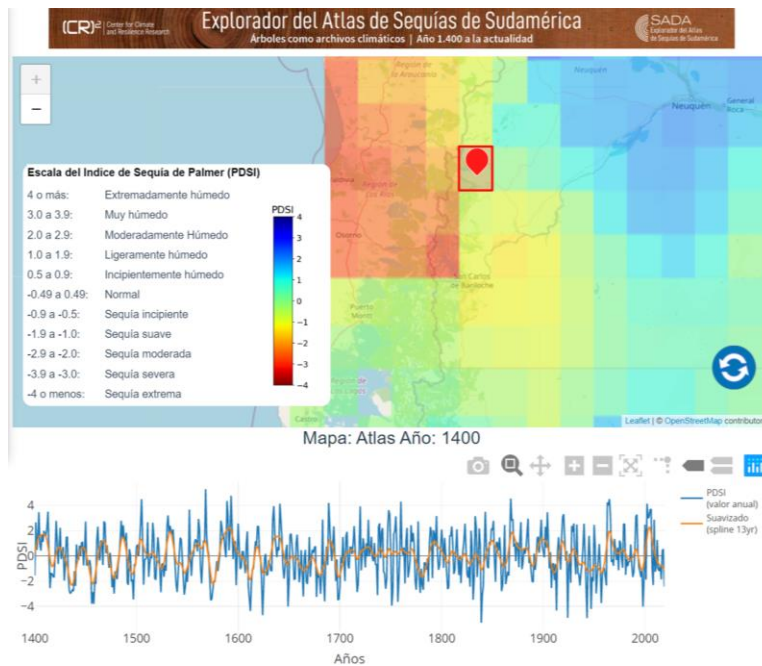 (CR)² Center for Climate and Resilience Research
Explorador del Atlas de Sequías de Sudamérica
Árboles como archivos climáticos | Año 1.400 a la actualidad
SADA
Explorador del Atlas
de Sequías de Sudamérica
+
−
Región de
la Araucanía
Neuquén
Neuquén
General
Roca
Valdivia
Región de
Los Ríos
Osorno
San Carlos
de Bariloche
Puerto
Montt
Región de
Los Lagos
Castro
Escala del Indice de Sequía de Palmer (PDSI)
4 o más: Extremadamente húmedo
3.0 a 3.9: Muy húmedo
2.0 a 2.9: Moderadamente Húmedo
1.0 a 1.9: Ligeramente húmedo
0.5 a 0.9: Incipientemente húmedo
-0.49 a 0.49: Normal
-0.9 a -0.5: Sequía incipiente
-1.9 a -1.0: Sequía suave
-2.9 a -2.0: Sequía moderada
-3.9 a -3.0: Sequía severa
-4 o menos: Sequía extrema
PDSI
4
3
2
1
0
−1
−2
−3
−4
Leaflet | © OpenStreetMap contributor
Mapa: Atlas Año: 1400
PDSI
(valor anual)
Suavizado
(spline 13yr)
PDSI
4
2
0
−2
−4
1400 1500 1600 1700 1800 1900 2000
Años